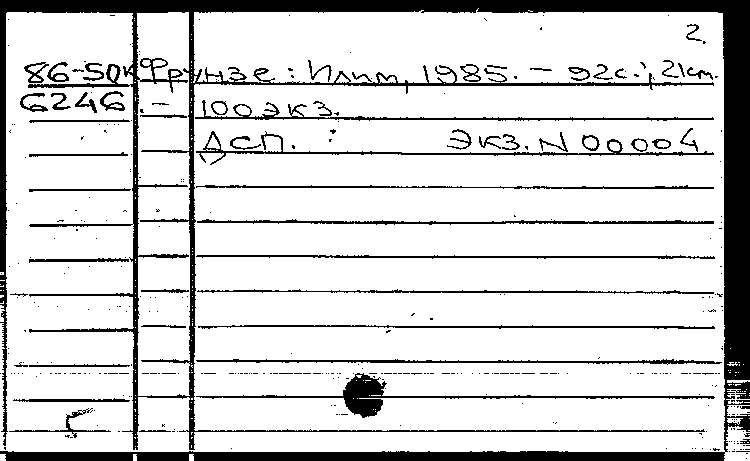 2.
86-50к Фрунзе: Илим, 1985. - 92с.; 21см.
6246 . - 100 экз.
ДСП. : Экз. N 00004.